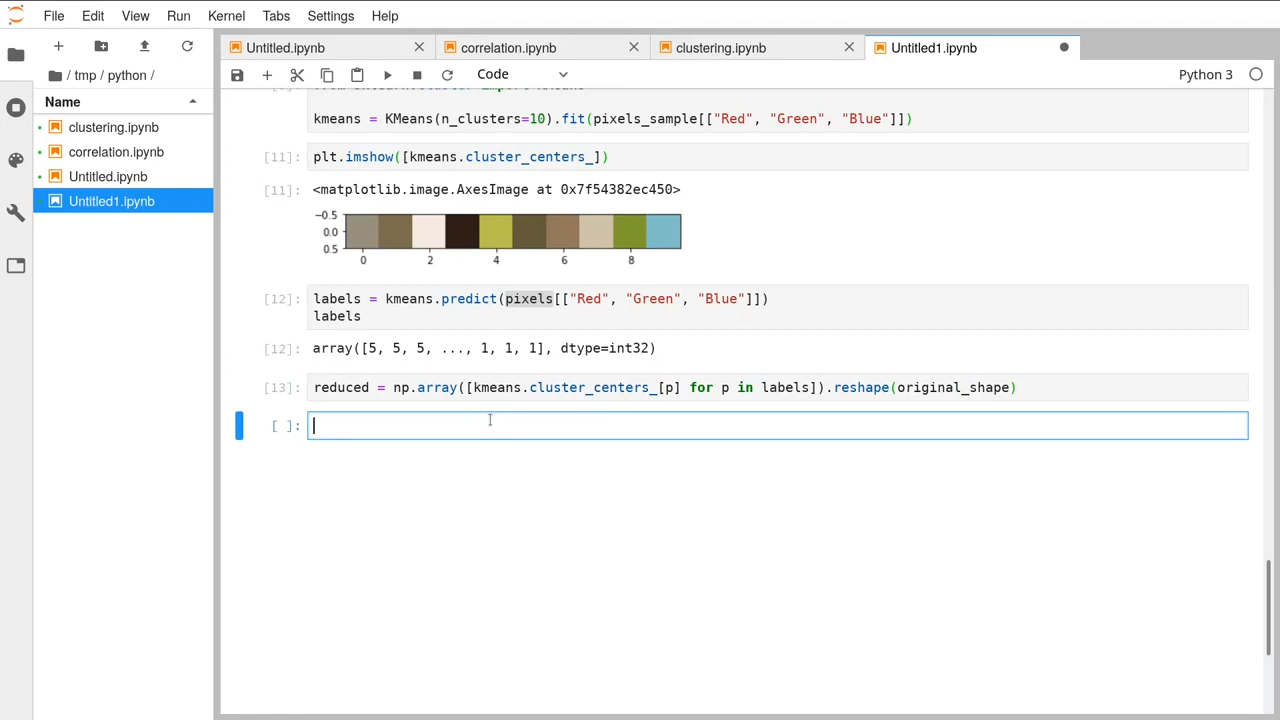 File Edit View Run Kernel Tabs Settings Help
/ tmp / python /
Name
clustering.ipynb
correlation.ipynb
Untitled.ipynb
Untitled1.ipynb
Untitled.ipynb correlation.ipynb clustering.ipynb Untitled1.ipynb
Code Python 3
kmeans = KMeans(n_clusters=10).fit(pixels_sample[["Red", "Green", "Blue"]])
[11]: plt.imshow([kmeans.cluster_centers_])
[11]: <matplotlib.image.AxesImage at 0x7f54382ec450>
−0.5
0.0
0.5
0 2 4 6 8
[12]: labels = kmeans.predict(pixels[["Red", "Green", "Blue"]])
labels
[12]: array([5, 5, 5, ..., 1, 1, 1], dtype=int32)
[13]: reduced = np.array([kmeans.cluster_centers_[p] for p in labels]).reshape(original_shape)
[ ]: